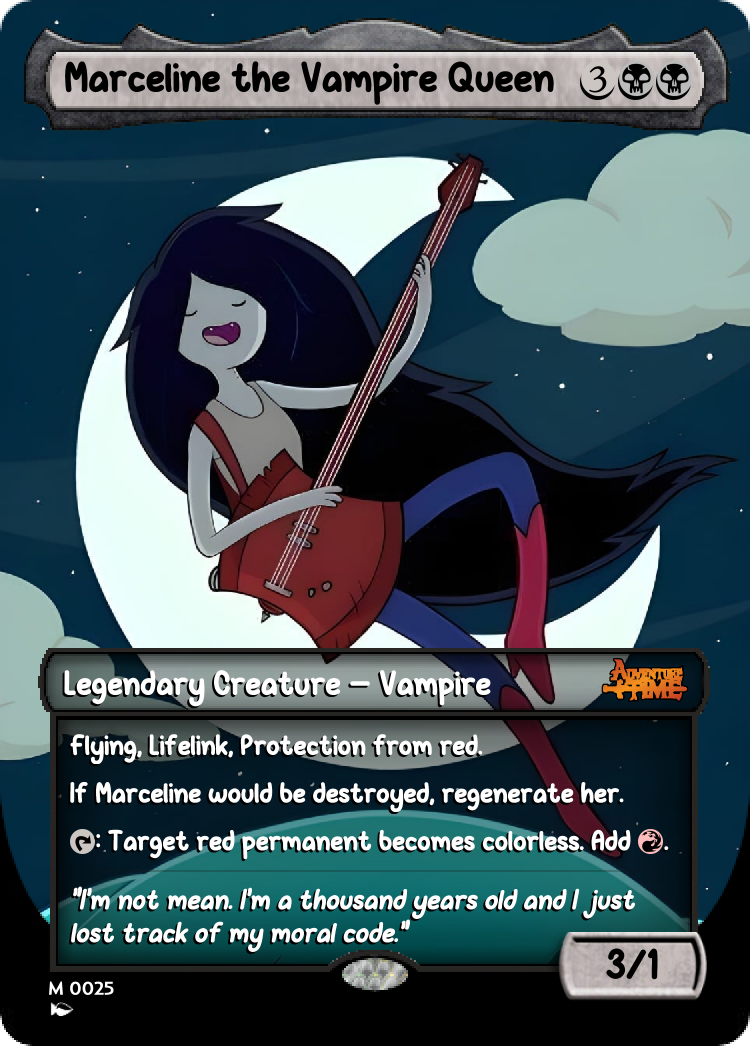 Marceline the Vampire Queen 3
Legendary Creature – Vampire
ADVENTURE TIME
Flying, Lifelink, Protection from red.
If Marceline would be destroyed, regenerate her.
: Target red permanent becomes colorless. Add .
"I'm not mean. I'm a thousand years old and I just
lost track of my moral code."
3/1
M 0025